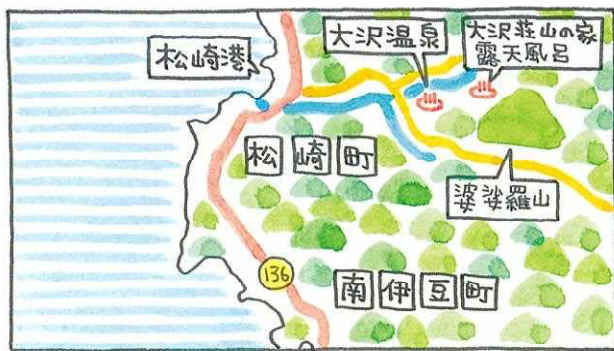 松崎港
大沢温泉
大沢荘山の家
露天風呂
松崎町
婆娑羅山
136
南伊豆町